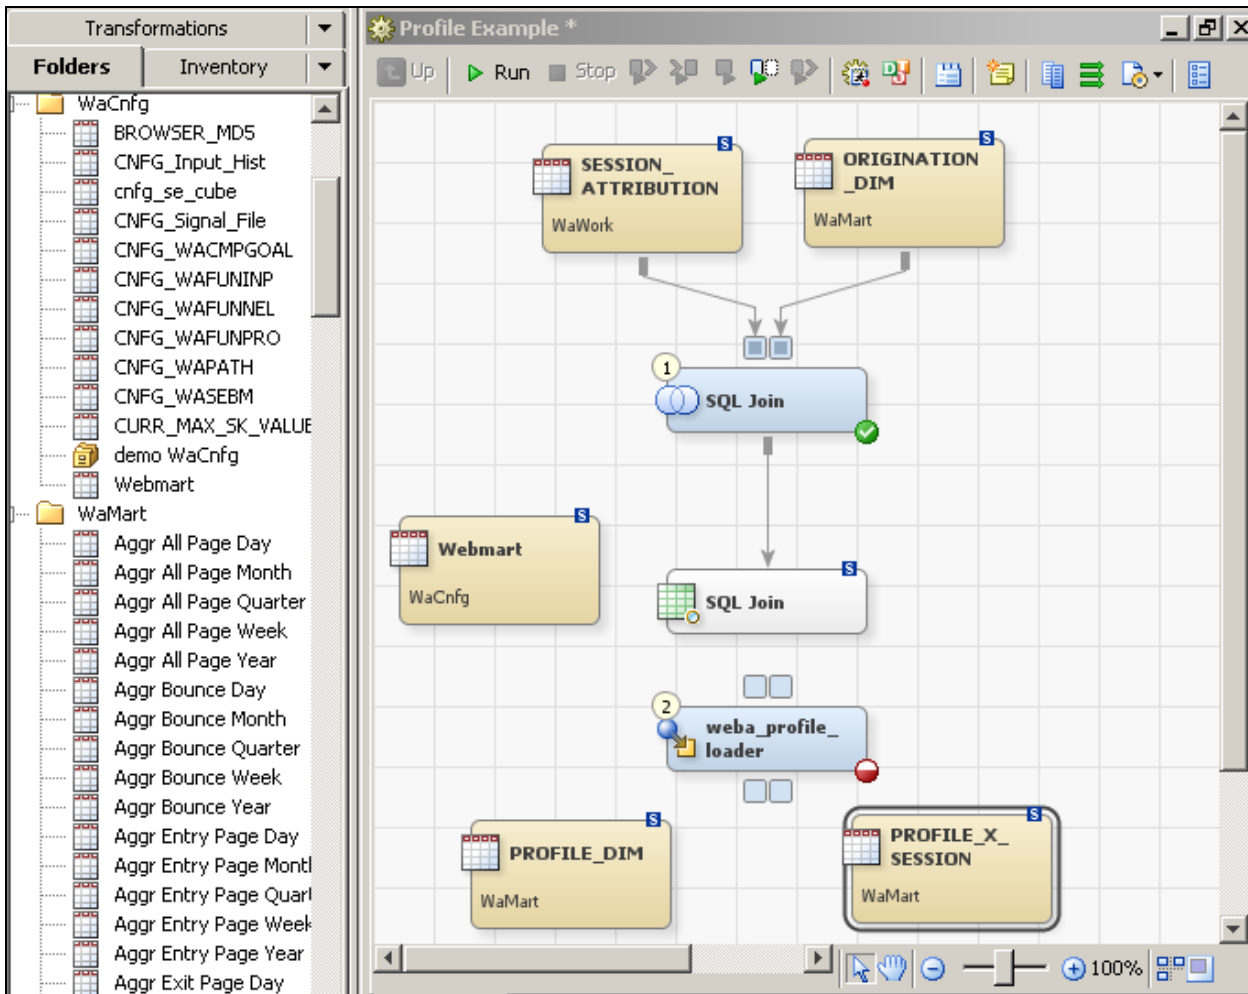 Transformations
Folders
Inventory
WaCnfg
BROWSER_MD5
CNFG_Input_Hist
cnfg_se_cube
CNFG_Signal_File
CNFG_WACMPGOAL
CNFG_WAFUNINP
CNFG_WAFUNNEL
CNFG_WAFUNPRO
CNFG_WAPATH
CNFG_WASEBM
CURR_MAX_SK_VALUE
demo WaCnfg
Webmart
WaMart
Aggr All Page Day
Aggr All Page Month
Aggr All Page Quarter
Aggr All Page Week
Aggr All Page Year
Aggr Bounce Day
Aggr Bounce Month
Aggr Bounce Quarter
Aggr Bounce Week
Aggr Bounce Year
Aggr Entry Page Day
Aggr Entry Page Montl
Aggr Entry Page Quar
Aggr Entry Page Week
Aggr Entry Page Year
Aggr Exit Page Day
Profile Example *
Up
Run
Stop
S
SESSION_
ATTRIBUTION
WaWork
S
ORIGINATION
_DIM
WaMart
1
SQL Join
S
Webmart
WaCnfg
S
SQL Join
2
weba_profile_
loader
S
PROFILE_DIM
WaMart
S
PROFILE_X_
SESSION
WaMart
100%